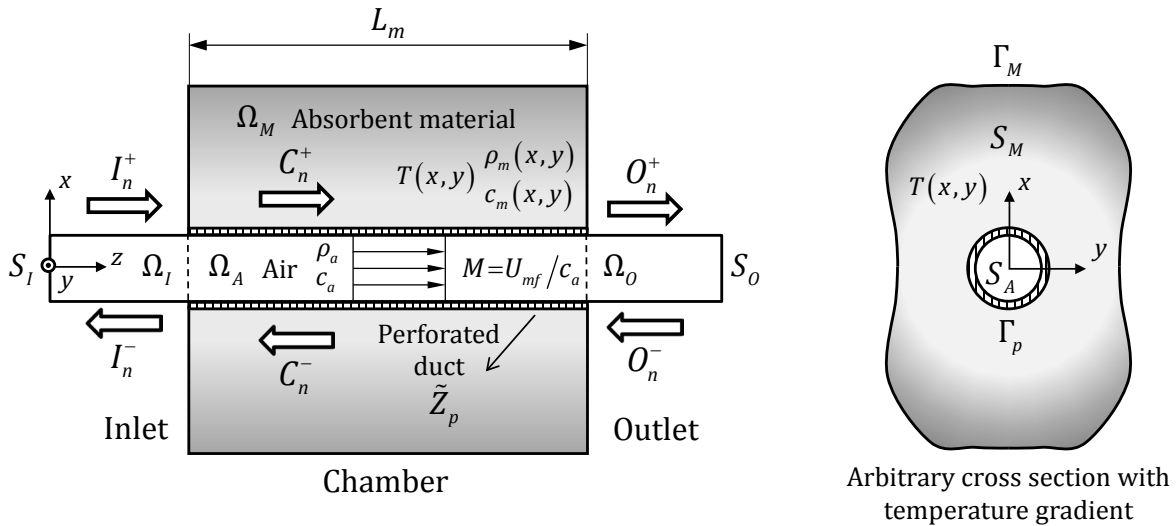 L_m
Ω_M Absorbent material
I_n^+
C_n^+
T(x, y) ρ_m(x, y)
c_m(x, y)
O_n^+
x
S_I
z
y
Ω_I
Ω_A Air ρ_a
c_a
M=U_mf/c_a
Ω_O
S_O
I_n^-
C_n^-
Perforated
duct
Z̃_p
O_n^-
Inlet
Chamber
Outlet
Γ_M
S_M
T(x, y)
x
y
S_A
Γ_p
Arbitrary cross section with
temperature gradient